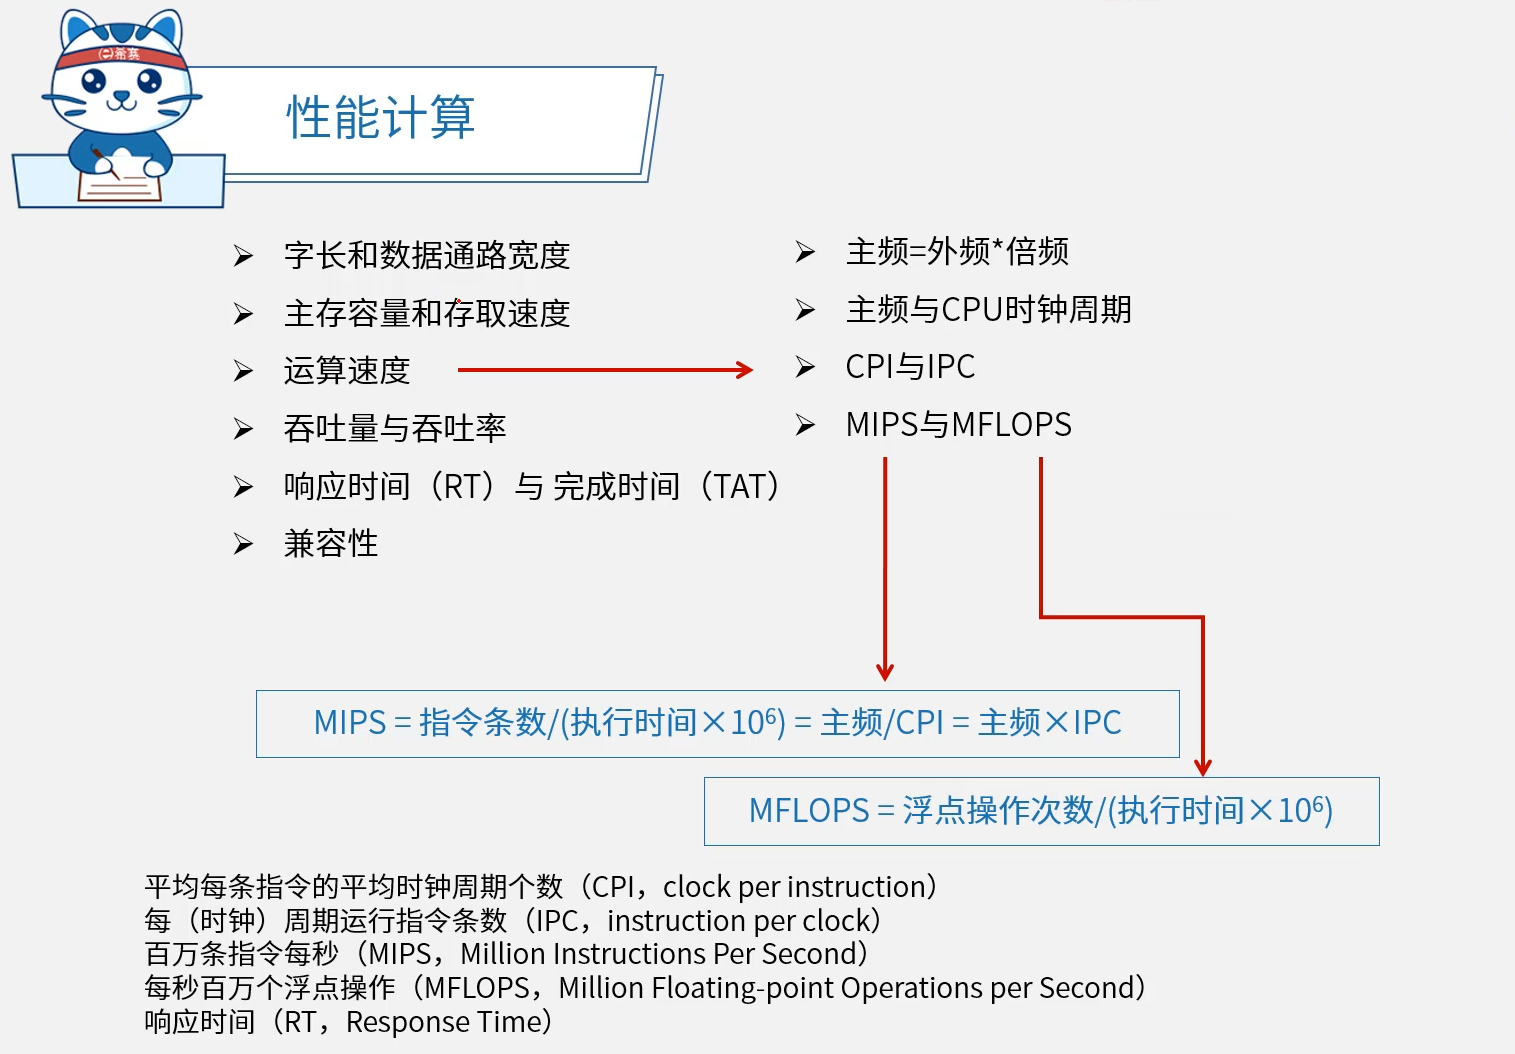 希赛
性能计算
字长和数据通路宽度
主存容量和存取速度
运算速度
吞吐量与吞吐率
响应时间（RT）与 完成时间（TAT）
兼容性
主频=外频*倍频
主频与CPU时钟周期
CPI与IPC
MIPS与MFLOPS
MIPS = 指令条数/(执行时间×10⁶) = 主频/CPI = 主频×IPC
MFLOPS = 浮点操作次数/(执行时间×10⁶)
平均每条指令的平均时钟周期个数（CPI，clock per instruction）
每（时钟）周期运行指令条数（IPC，instruction per clock）
百万条指令每秒（MIPS，Million Instructions Per Second）
每秒百万个浮点操作（MFLOPS，Million Floating-point Operations per Second）
响应时间（RT，Response Time）